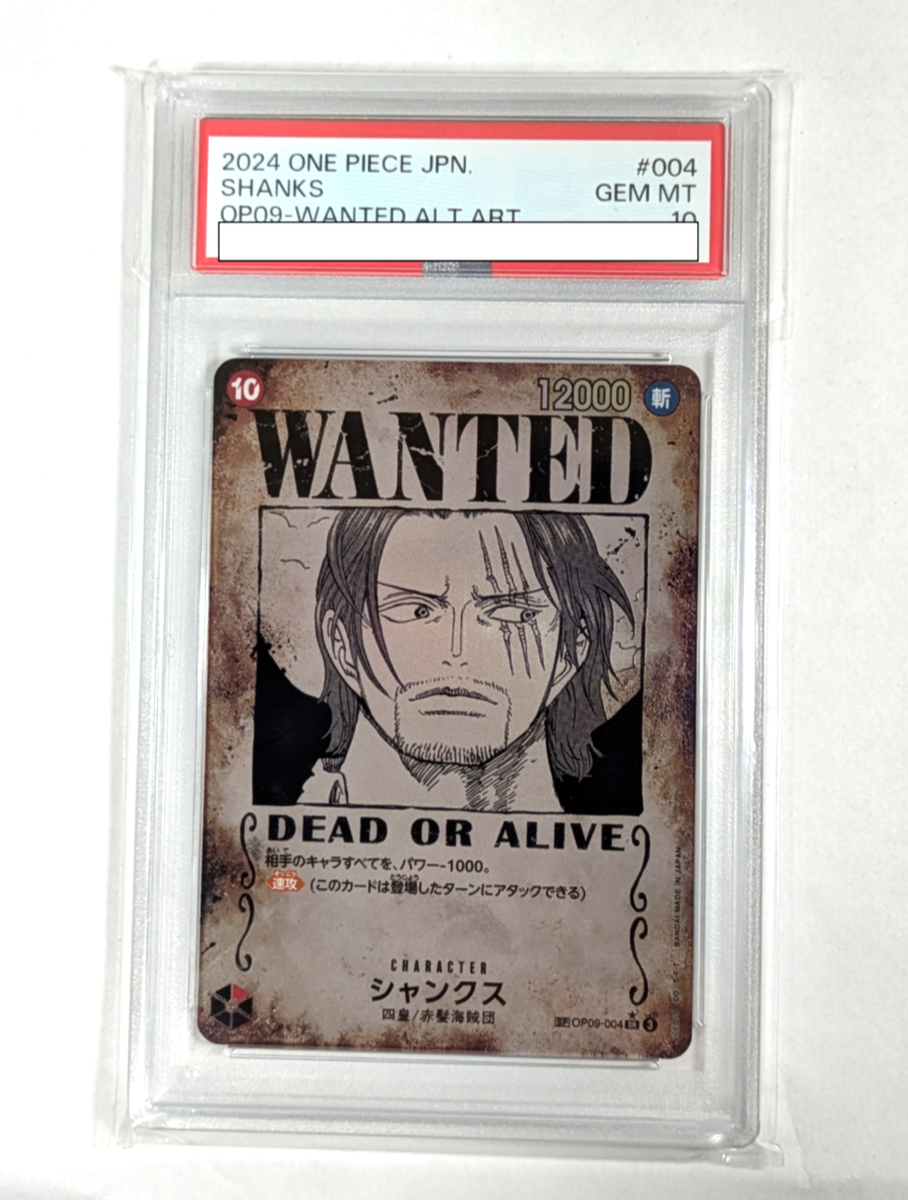 2024 ONE PIECE JPN.
#004
SHANKS
GEM MT
OP09-WANTED ALT ART
10
10
12000
斬
WANTED
DEAD OR ALIVE
相手のキャラすべてを、パワー-1000。
速攻 (このカードは登場したターンにアタックできる)
CHARACTER
シャンクス
四皇/赤髪海賊団
OP09-004 SR 3
BANDAI MADE IN JAPAN